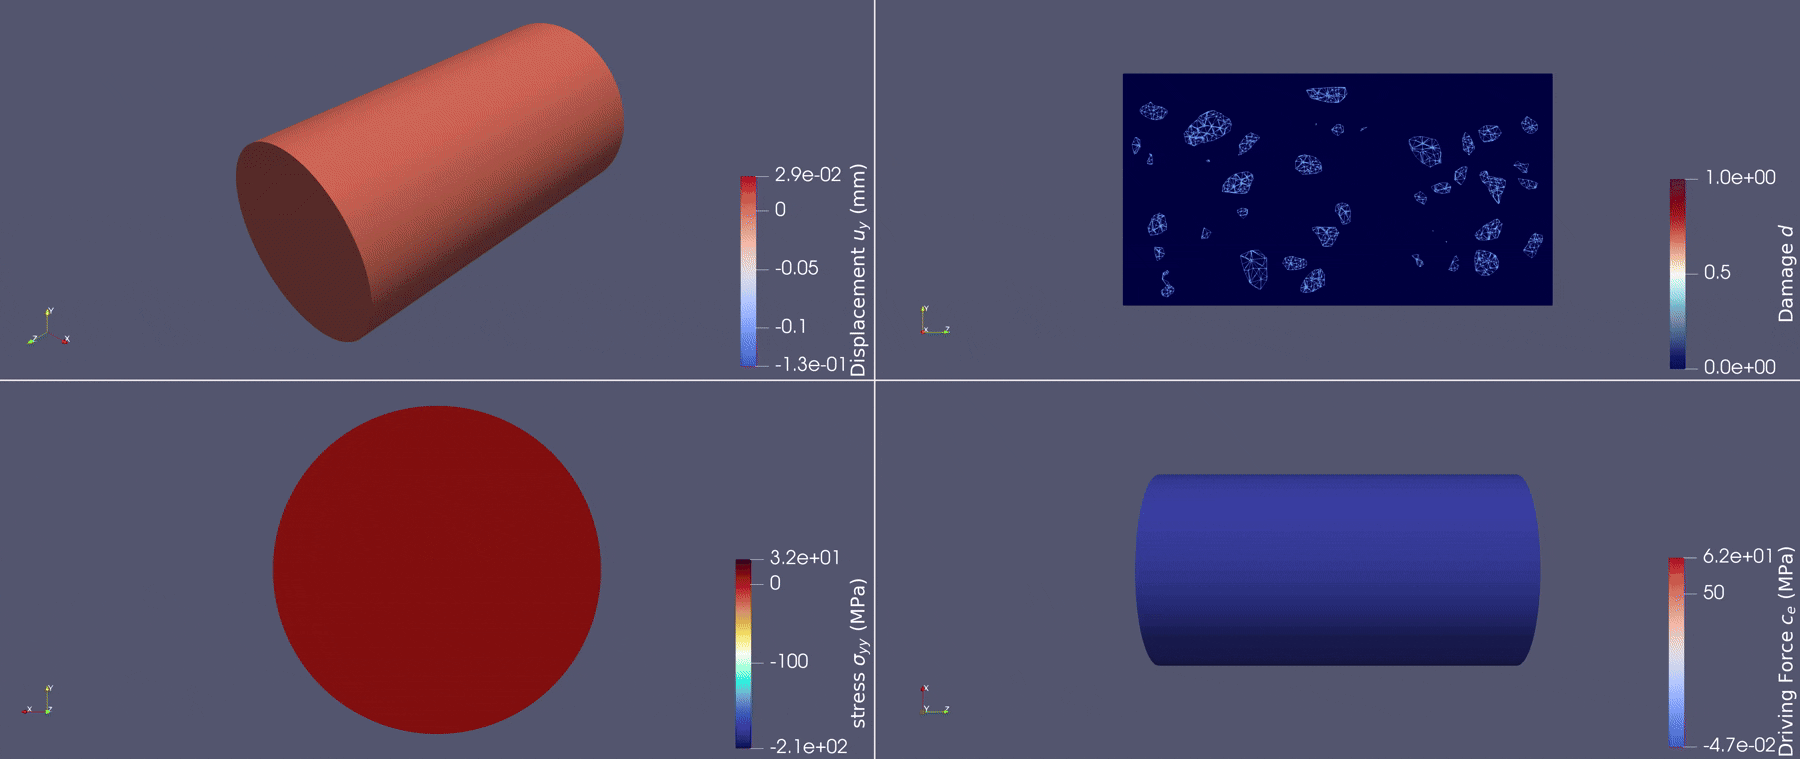 2.9e-02
0
-0.05
-0.1
-1.3e-01
Displacement u_y (mm)
Y
Z
X
1.0e+00
0.5
0.0e+00
Damage d
Y
X
Z
3.2e+01
0
-100
-2.1e+02
stress σ_yy (MPa)
Y
X
Z
6.2e+01
50
-4.7e-02
Driving Force c_e (MPa)
X
Y
Z